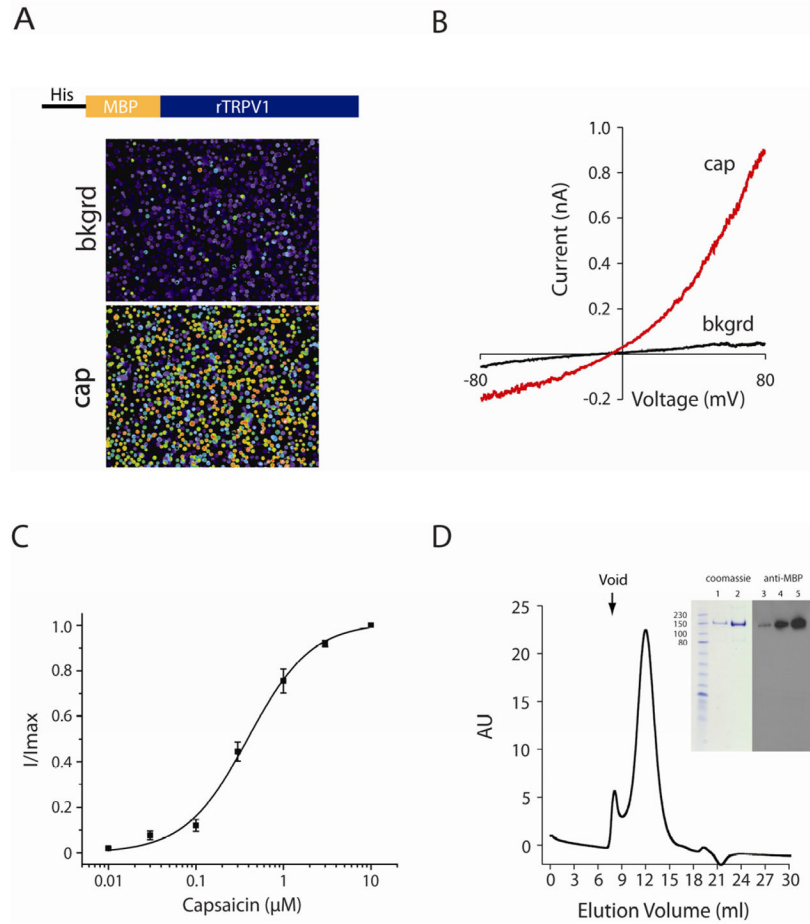 A
His
MBP
rTRPV1
bkgrd
cap
B
Current (nA)
1.0
0.8
0.6
0.4
0.2
-0.2
cap
bkgrd
-80
80
Voltage (mV)
C
I/Imax
1.0
0.8
0.6
0.4
0.2
0
0.01
0.1
1
10
Capsaicin (μM)
D
Void
coomassie
anti-MBP
1 2 3 4 5
230
150
100
80
AU
25
20
15
10
5
0
0 3 6 9 12 15 18 21 24 27 30
Elution Volume (ml)